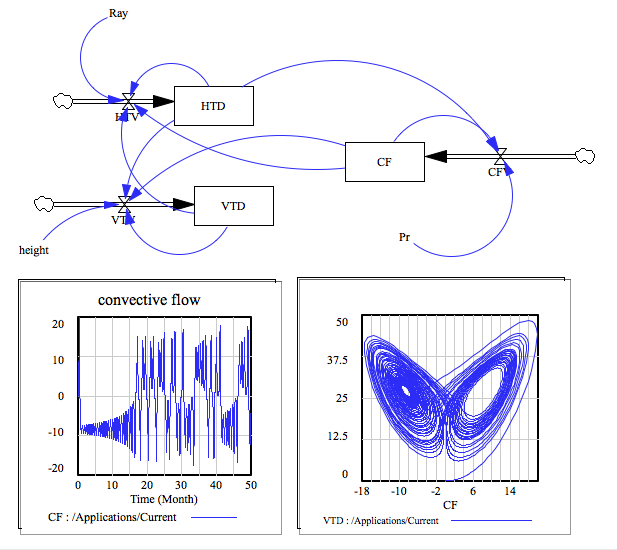 Ray
HTD
HTV
CF
CFV
VTD
VTV
height
Pr
convective flow
20
10
0
-10
-20
0 10 20 30 40 50
Time (Month)
CF : /Applications/Current
50
37.5
25
12.5
0
-18 -10 -2 6 14
CF
VTD : /Applications/Current